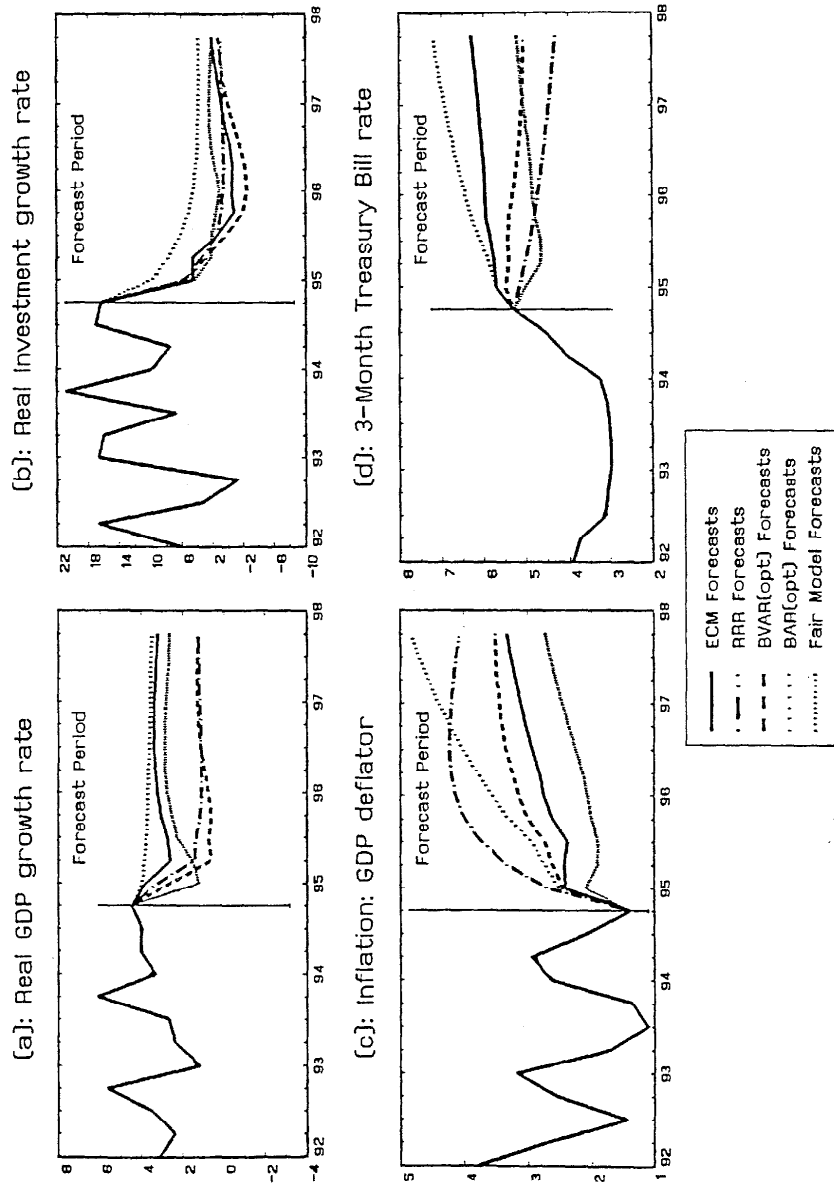 (a): Real GDP growth rate
Forecast Period
8
4
0
-4
92 93 94 95 96 97 98
(b): Real Investment growth rate
Forecast Period
22
18
14
10
6
2
-2
-6
-10
92 93 94 95 96 97 98
(c): Inflation: GDP deflator
Forecast Period
5
4
3
2
1
92 93 94 95 96 97 98
(d): 3-Month Treasury Bill rate
Forecast Period
8
7
6
5
4
3
2
92 93 94 95 96 97 98
ECM Forecasts
RRR Forecasts
BVAR(opt) Forecasts
BAR(opt) Forecasts
Fair Model Forecasts